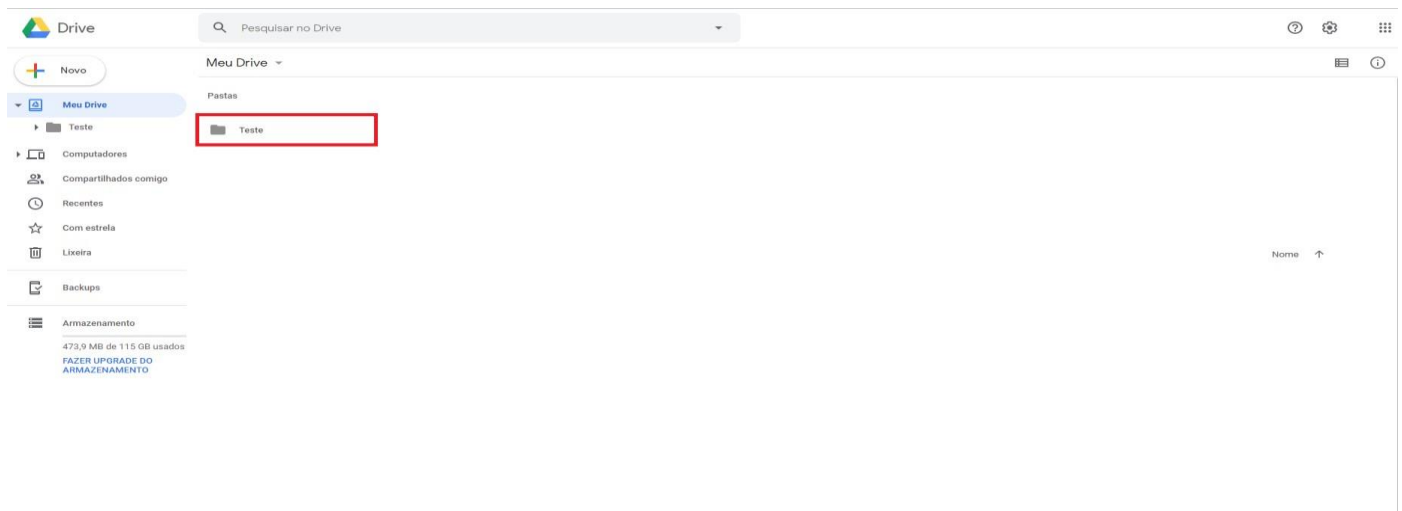 Drive
Pesquisar no Drive
Novo
Meu Drive
Meu Drive
Teste
Computadores
Compartilhados comigo
Recentes
Com estrela
Lixeira
Backups
Armazenamento
473,9 MB de 115 GB usados
FAZER UPGRADE DO
ARMAZENAMENTO
Pastas
Teste
Nome